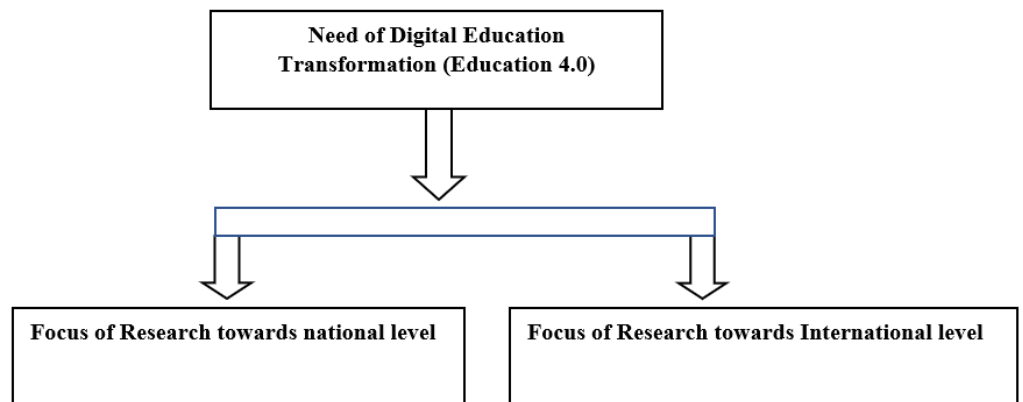 Need of Digital Education
Transformation (Education 4.0)
Focus of Research towards national level
Focus of Research towards International level